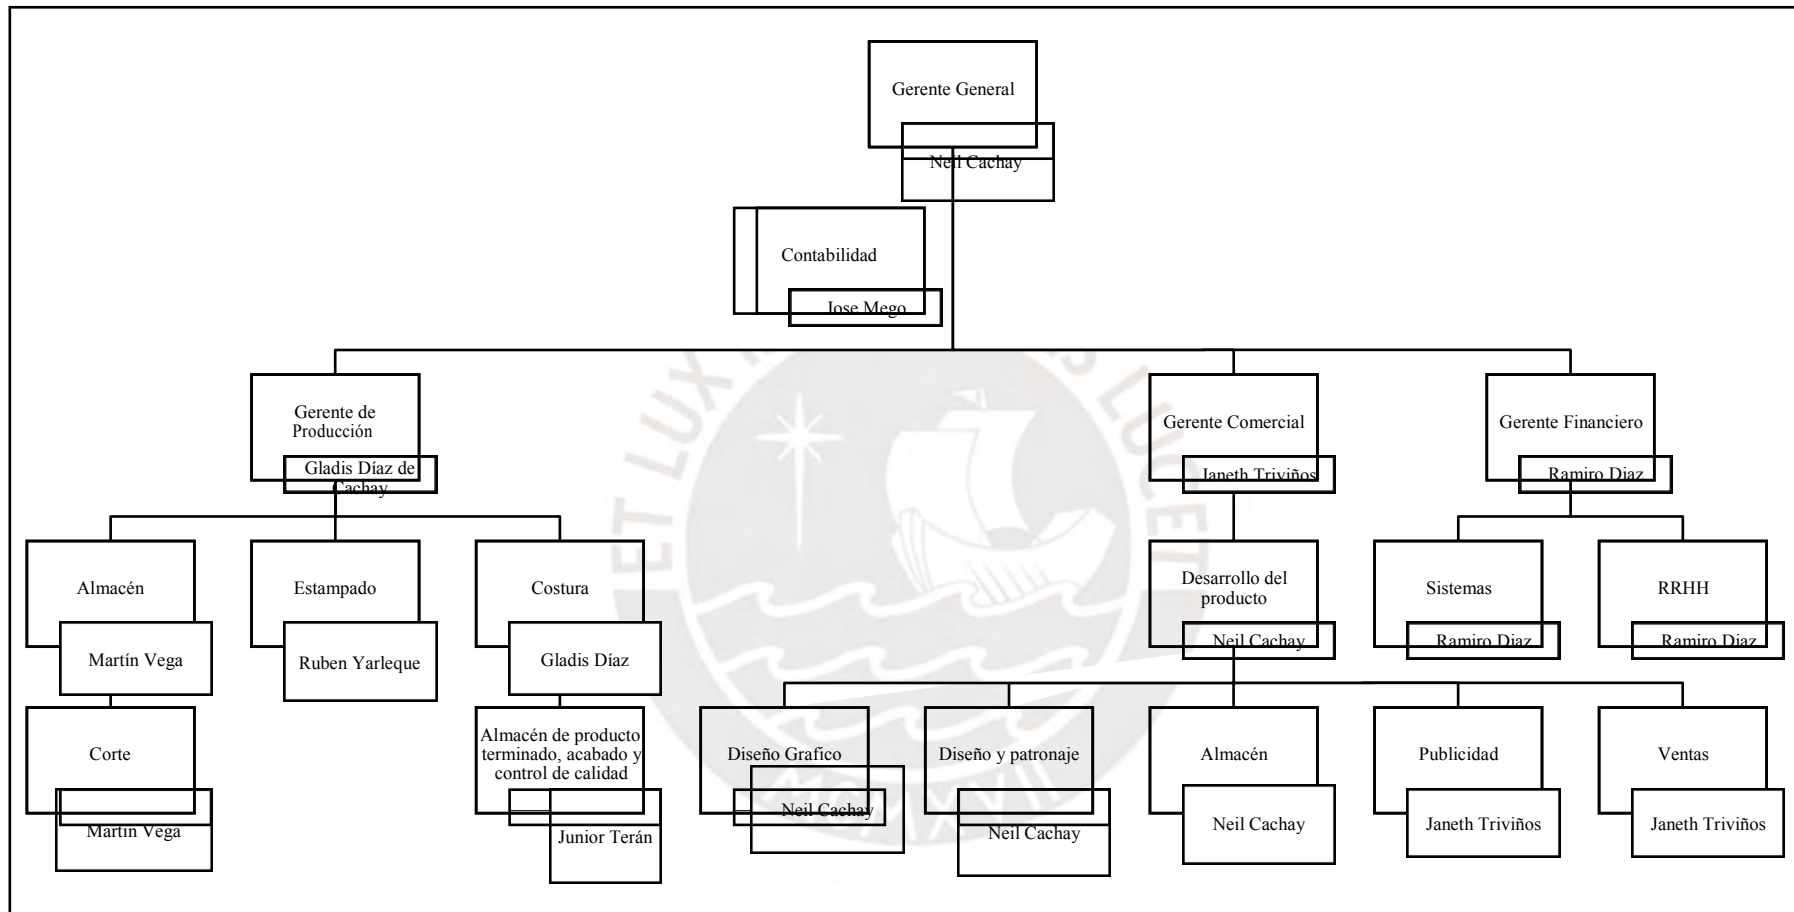 Gerente General
Neil Cachay
Contabilidad
Jose Mego
Gerente de
Producción
Gladis Díaz de
Cachay
Gerente Comercial
Janeth Triviños
Gerente Financiero
Ramiro Diaz
Almacén
Martín Vega
Estampado
Ruben Yarleque
Costura
Gladis Díaz
Desarrollo del
producto
Neil Cachay
Sistemas
Ramiro Diaz
RRHH
Ramiro Diaz
Corte
Martin Vega
Almacén de producto
terminado, acabado y
control de calidad
Junior Terán
Diseño Grafico
Neil Cachay
Diseño y patronaje
Neil Cachay
Almacén
Neil Cachay
Publicidad
Janeth Triviños
Ventas
Janeth Triviños